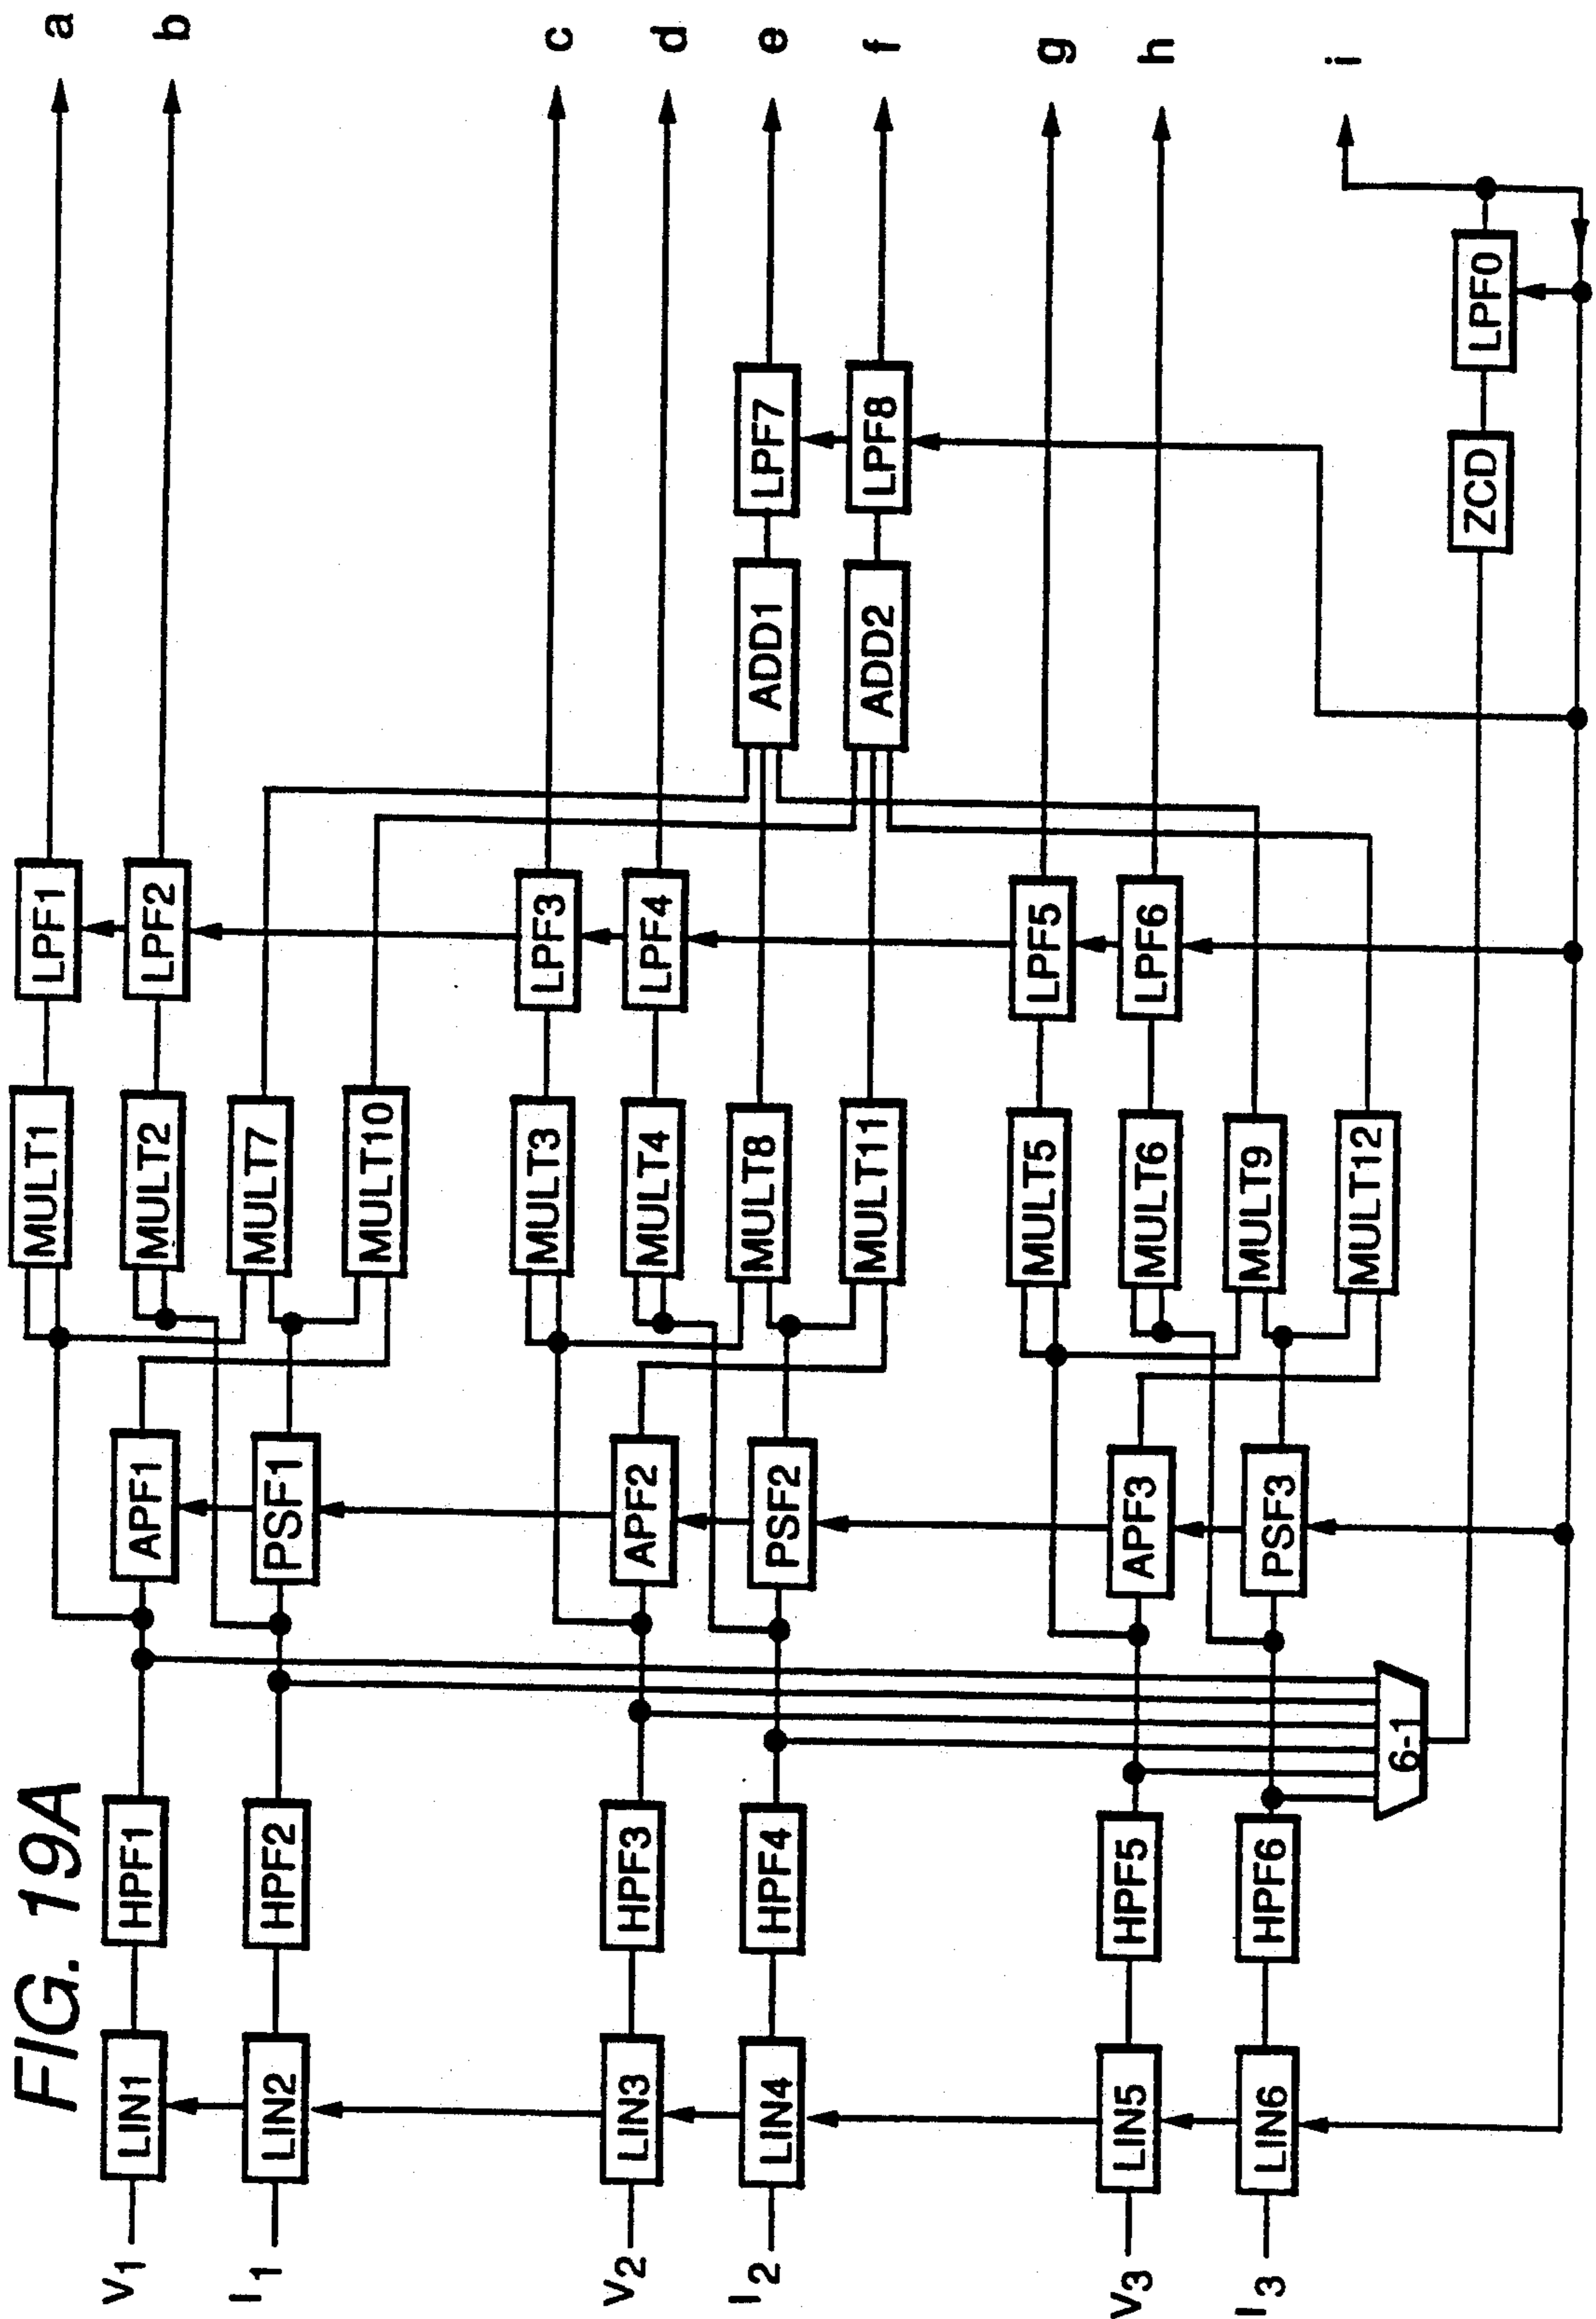 FIG. 19A
V1
LIN1
HPF1
APF1
MULT1
LPF1
a
I1
LIN2
HPF2
PSF1
MULT2
LPF2
b
MULT7
MULT10
V2
LIN3
HPF3
APF2
MULT3
LPF3
c
I2
LIN4
HPF4
PSF2
MULT4
LPF4
d
MULT8
ADD1
LPF7
e
MULT11
ADD2
LPF8
f
V3
LIN5
HPF5
APF3
MULT5
LPF5
g
I3
LIN6
HPF6
PSF3
MULT6
LPF6
h
MULT9
MULT12
6-1
ZCD
LPF0
i